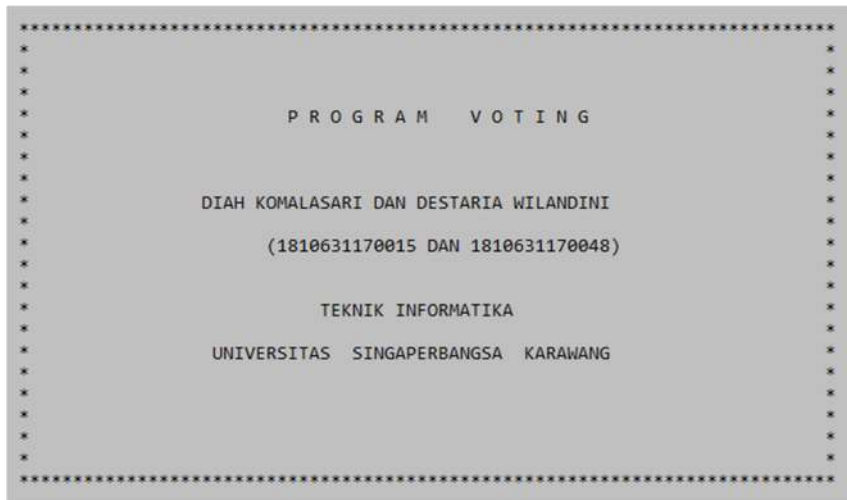 P R O G R A M   V O T I N G
DIAH KOMALASARI DAN DESTARIA WILANDINI
(1810631170015 DAN 1810631170048)
TEKNIK INFORMATIKA
UNIVERSITAS  SINGAPERBANGSA  KARAWANG